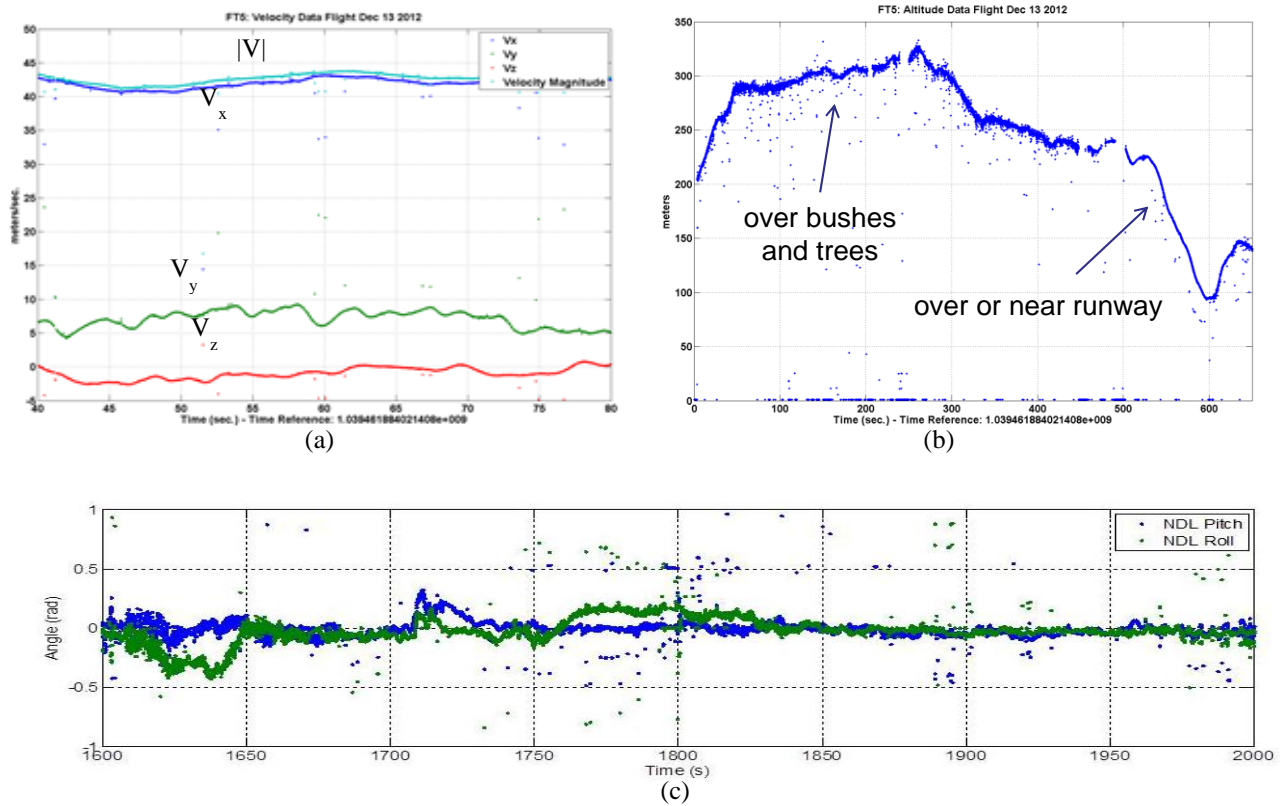 FT5: Velocity Data Flight Dec 13 2012
50
45
40
35
30
25
20
15
10
5
0
-5
meters/sec.
|V|
Vx
Vy
Vz
Velocity Magnitude
V
x
V
y
V
z
40 45 50 55 60 65 70 75 80
Time (sec.) - Time Reference: 1.039461884021408e+009
(a)
FT5: Altitude Data Flight Dec 13 2012
350
300
250
200
150
100
50
0
meters
over bushes
and trees
over or near runway
0 100 200 300 400 500 600
Time (sec.) - Time Reference: 1.039461884021408e+009
(b)
1
0.5
0
-0.5
-1
Angle (rad)
NDL Pitch
NDL Roll
1600 1650 1700 1750 1800 1850 1900 1950 2000
Time (s)
(c)